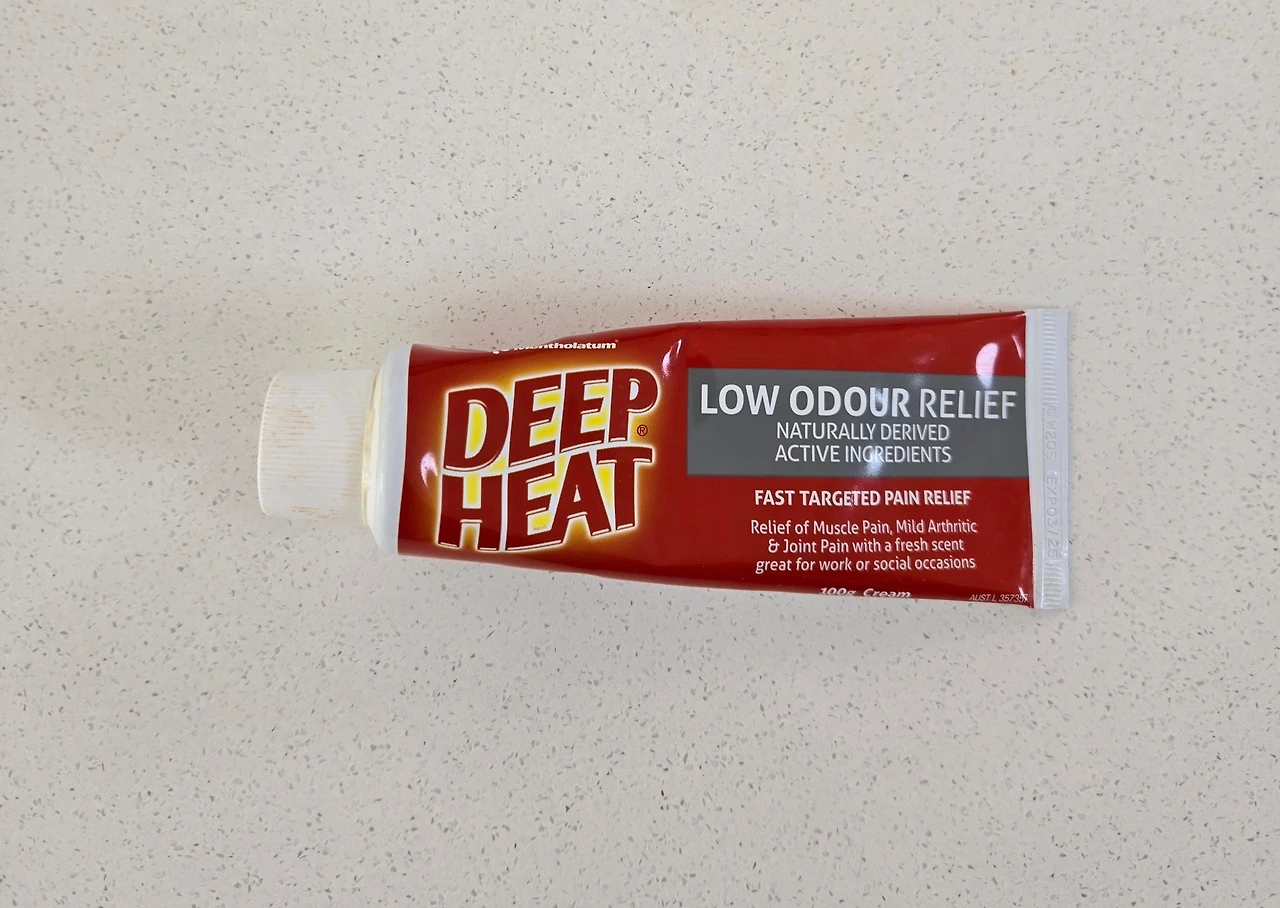 Mentholatum
DEEP
HEAT®
LOW ODOUR RELIEF
NATURALLY DERIVED
ACTIVE INGREDIENTS
FAST TARGETED PAIN RELIEF
Relief of Muscle Pain, Mild Arthritic
& Joint Pain with a fresh scent
great for work or social occasions
100g Cream
AUST L